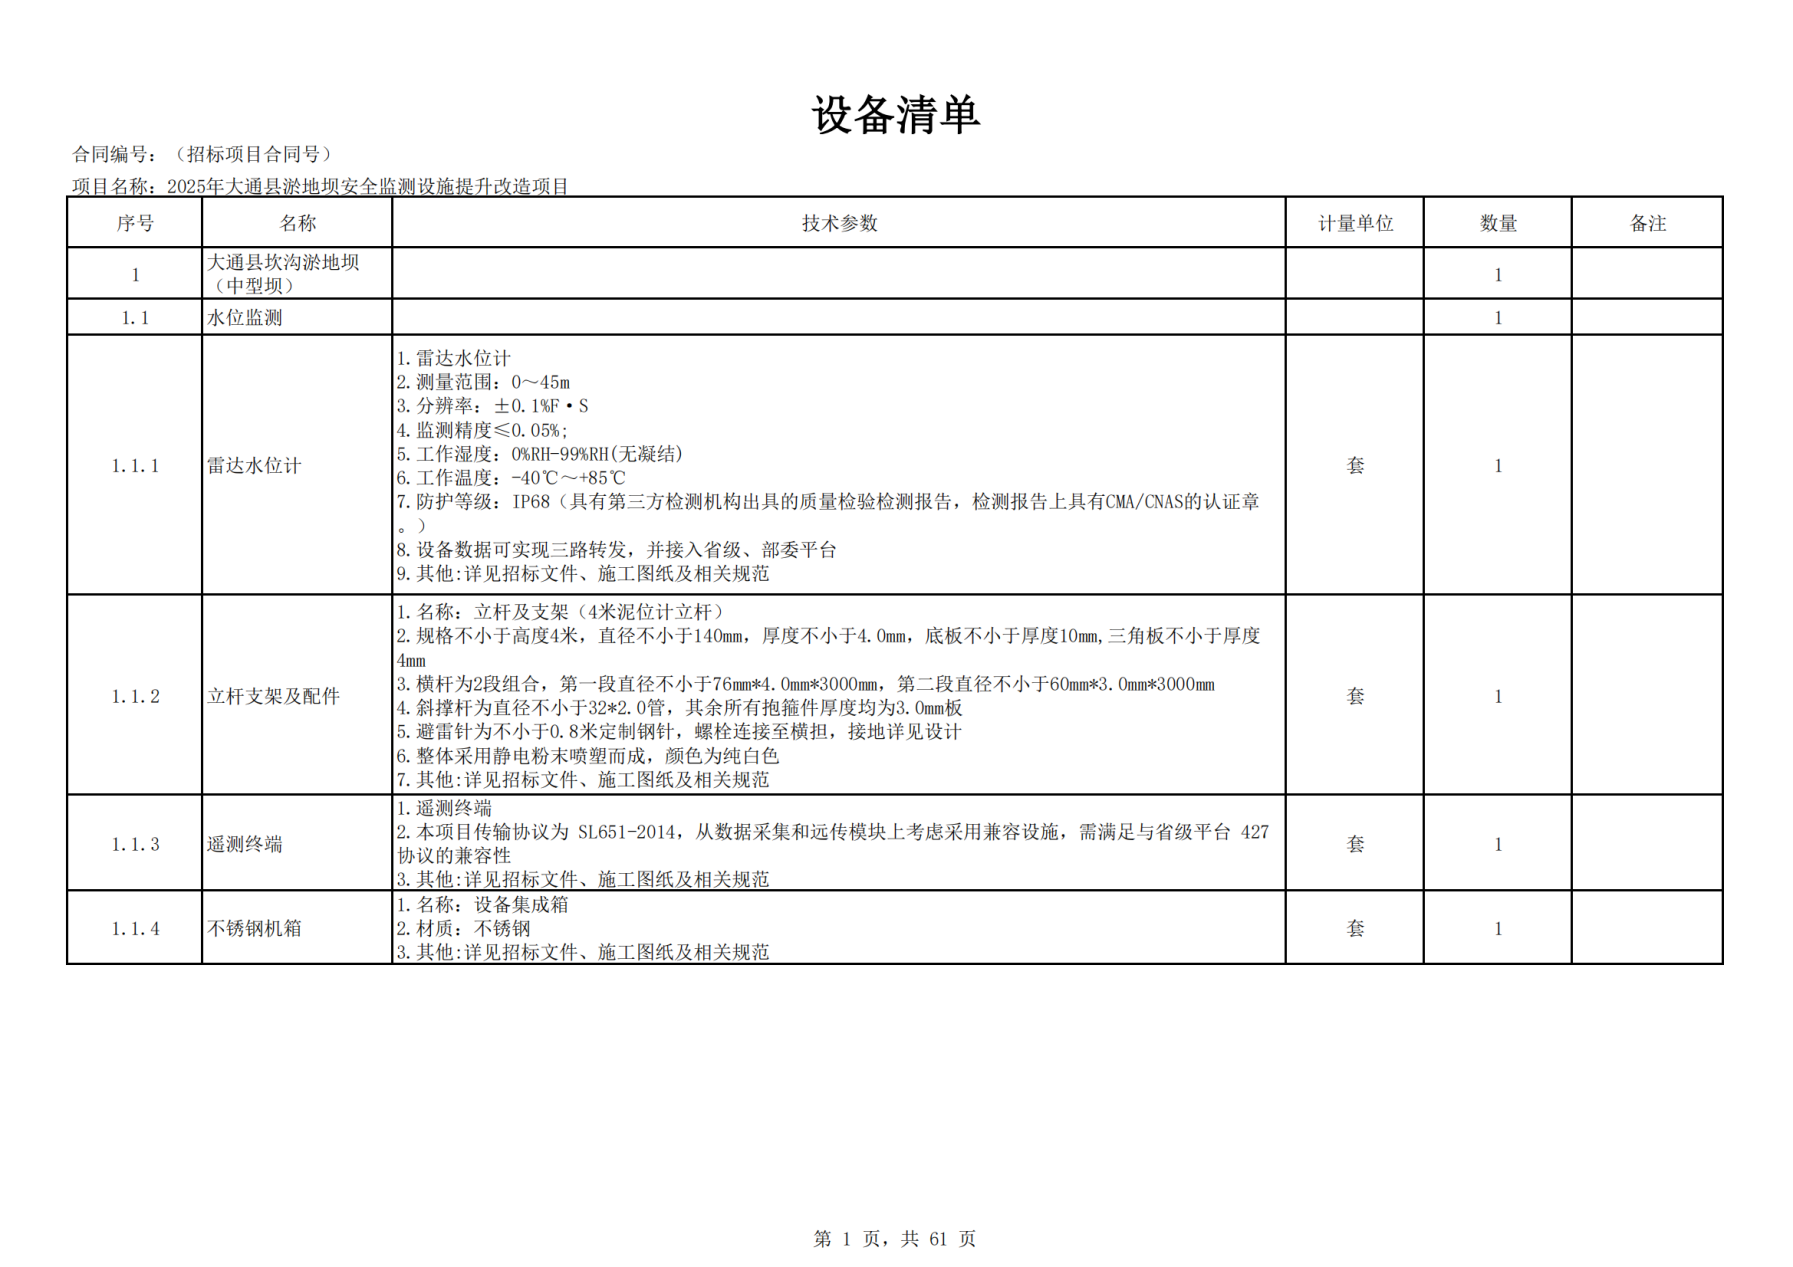 设备清单
合同编号：（招标项目合同号）
项目名称：2025年大通县淤地坝安全监测设施提升改造项目
序号 名称 技术参数 计量单位 数量 备注
1 大通县坎沟淤地坝（中型坝） 1
1.1 水位监测 1
1.1.1 雷达水位计 套 1
1.雷达水位计
2.测量范围：0～45m
3.分辨率：±0.1%F·S
4.监测精度≤0.05%;
5.工作湿度：0%RH-99%RH(无凝结)
6.工作温度：-40℃～+85℃
7.防护等级：IP68（具有第三方检测机构出具的质量检验检测报告，检测报告上具有CMA/CNAS的认证章
。）
8.设备数据可实现三路转发，并接入省级、部委平台
9.其他:详见招标文件、施工图纸及相关规范
1.1.2 立杆支架及配件 套 1
1.名称：立杆及支架（4米泥位计立杆）
2.规格不小于高度4米，直径不小于140mm，厚度不小于4.0mm，底板不小于厚度10mm,三角板不小于厚度
4mm
3.横杆为2段组合，第一段直径不小于76mm*4.0mm*3000mm，第二段直径不小于60mm*3.0mm*3000mm
4.斜撑杆为直径不小于32*2.0管，其余所有抱箍件厚度均为3.0mm板
5.避雷针为不小于0.8米定制钢针，螺栓连接至横担，接地详见设计
6.整体采用静电粉末喷塑而成，颜色为纯白色
7.其他:详见招标文件、施工图纸及相关规范
1.1.3 遥测终端 套 1
1.遥测终端
2.本项目传输协议为 SL651-2014，从数据采集和远传模块上考虑采用兼容设施，需满足与省级平台 427
协议的兼容性
3.其他:详见招标文件、施工图纸及相关规范
1.1.4 不锈钢机箱 套 1
1.名称：设备集成箱
2.材质：不锈钢
3.其他:详见招标文件、施工图纸及相关规范
第 1 页，共 61 页